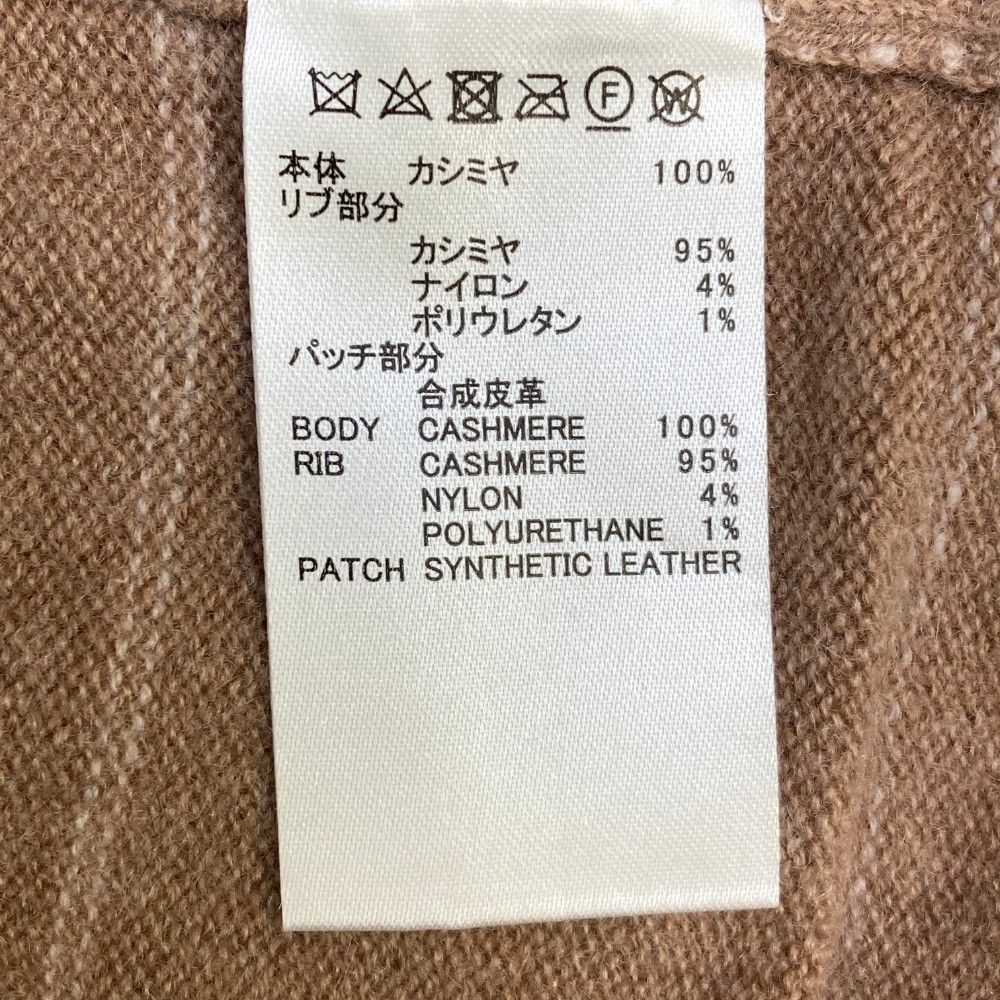 F W
本体 カシミヤ 100%
リブ部分
カシミヤ 95%
ナイロン 4%
ポリウレタン 1%
パッチ部分
合成皮革
BODY CASHMERE 100%
RIB CASHMERE 95%
NYLON 4%
POLYURETHANE 1%
PATCH SYNTHETIC LEATHER